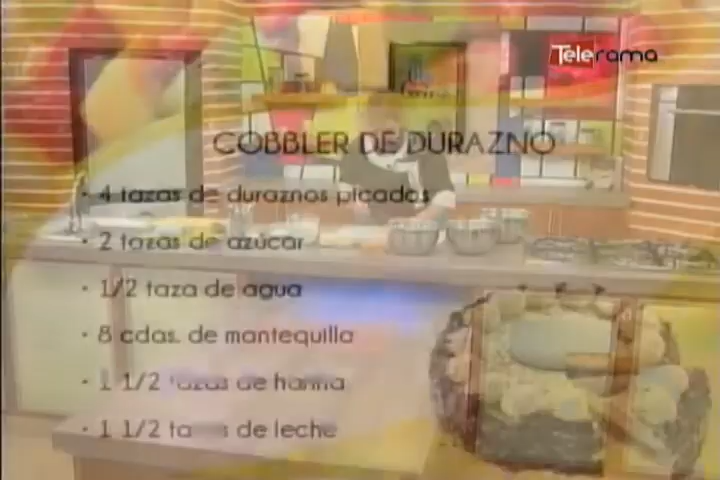 Telerama
COBBLER DE DURAZNO
• 4 tazas de duraznos picados
• 2 tazas de azúcar
• 1/2 taza de agua
• 8 cdas. de mantequilla
• 1 1/2 tazas de harina
• 1 1/2 tazas de leche